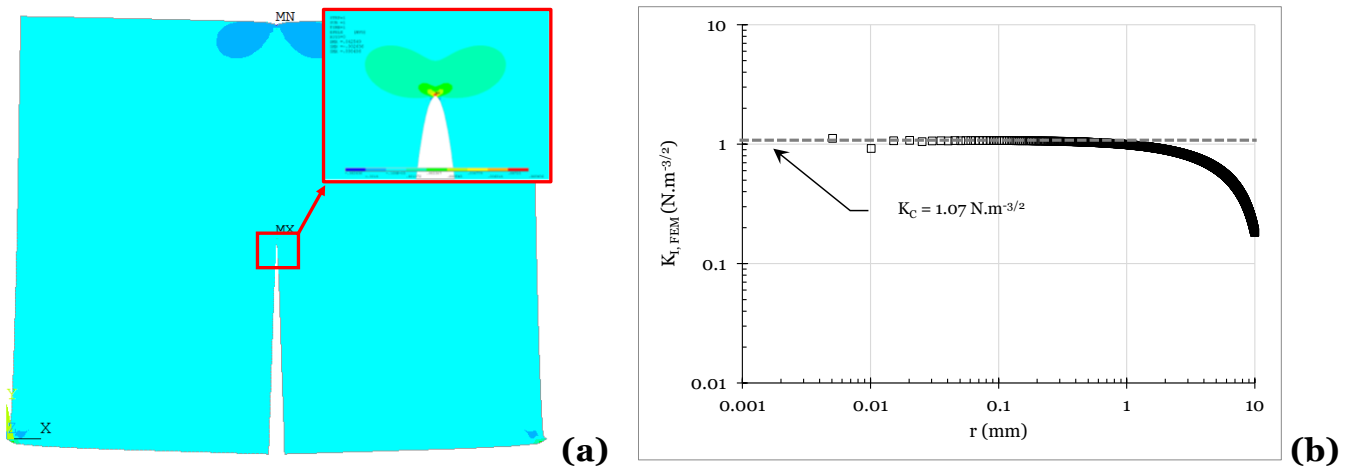 MN
MX
Y
Z
X
(a)
10
1
0.1
0.01
K_I, FEM (N.m^-3/2)
K_C = 1.07 N.m^-3/2
0.001
0.01
0.1
1
10
r (mm)
(b)